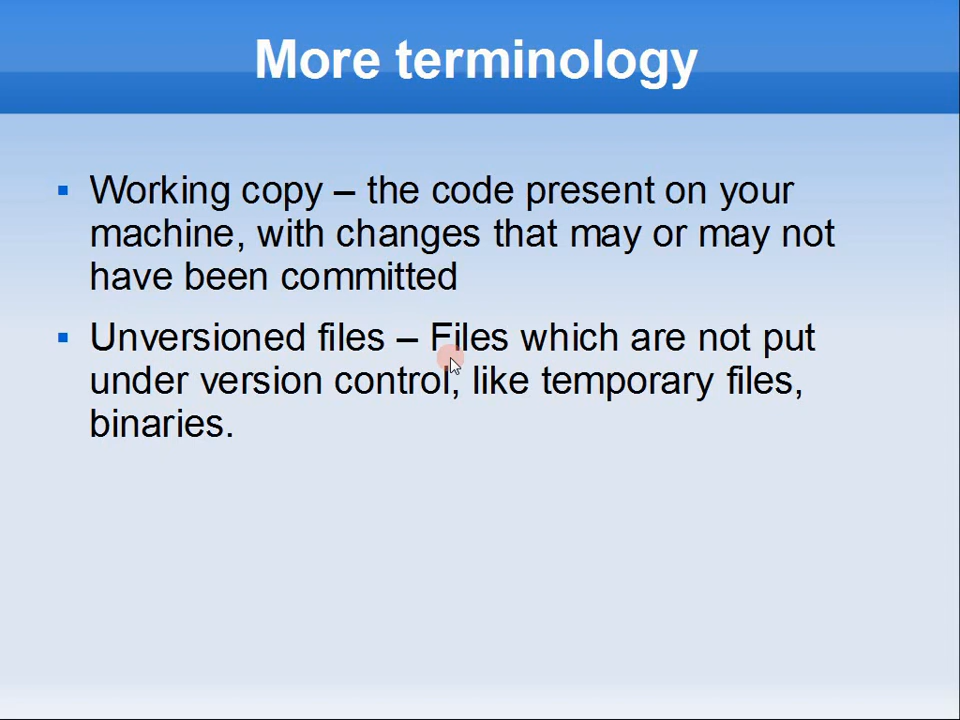 More terminology
Working copy – the code present on your
machine, with changes that may or may not
have been committed
Unversioned files – Files which are not put
under version control, like temporary files,
binaries.